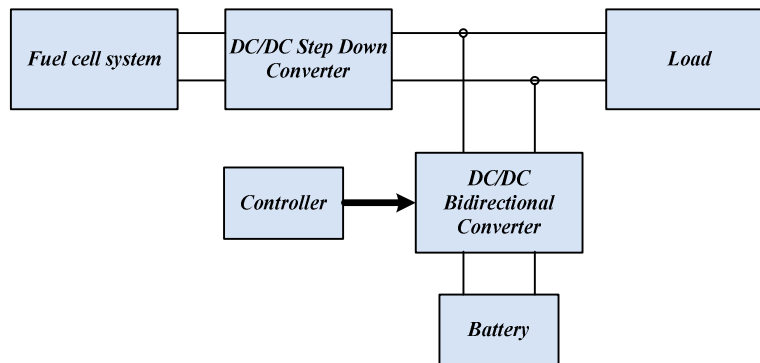 Fuel cell system
DC/DC Step Down
Converter
Load
Controller
DC/DC
Bidirectional
Converter
Battery